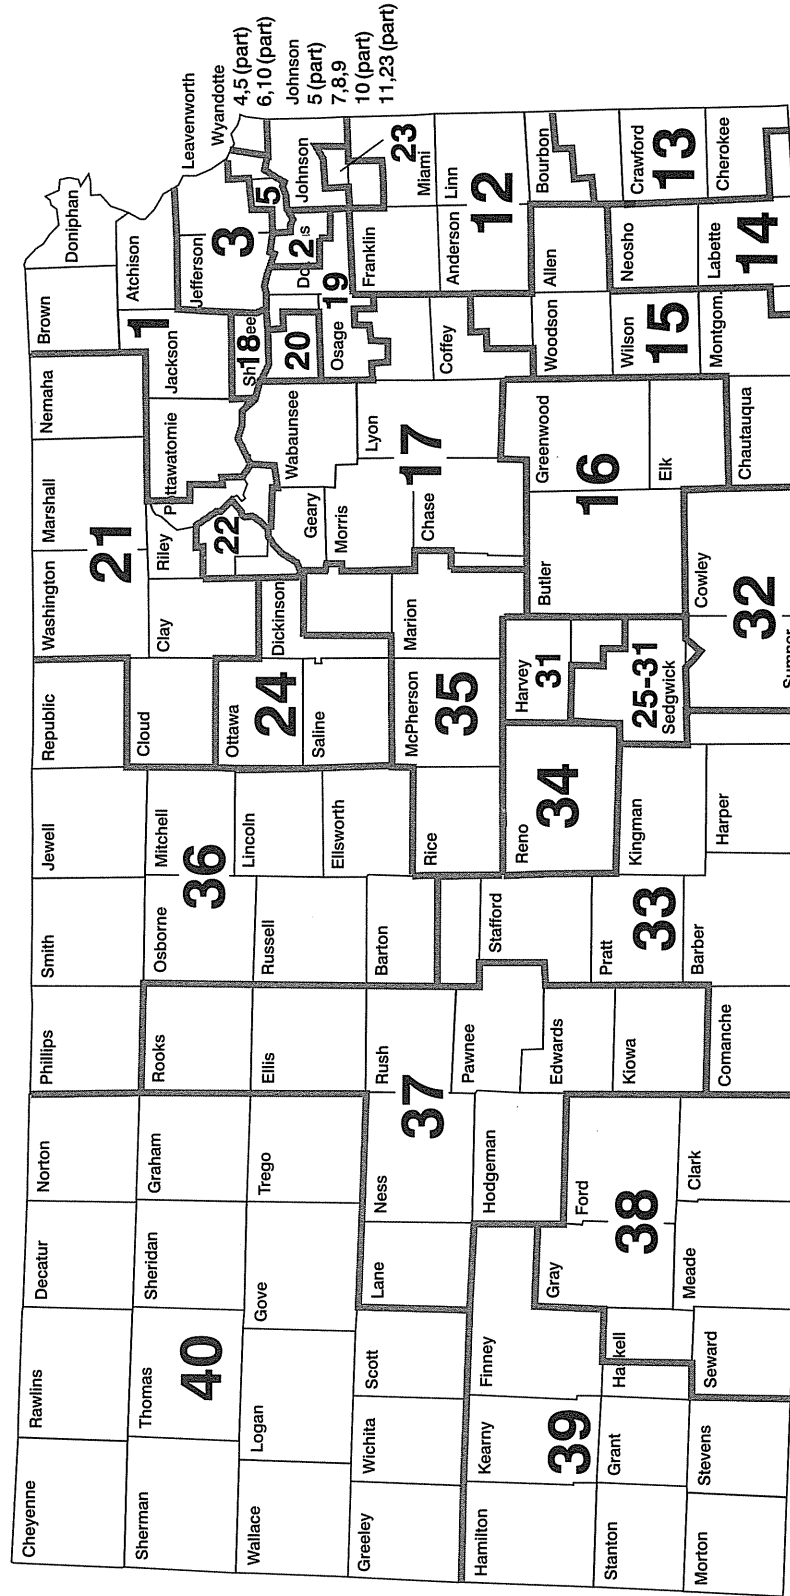 Cheyenne
Rawlins
Decatur
Norton
Phillips
Smith
Jewell
Republic
Washington
Marshall
Nemaha
Brown
Doniphan
Sherman
Thomas
Sheridan
Graham
Rooks
Osborne
Mitchell
Cloud
Clay
Riley
Pottawatomie
Jackson
Atchison
Jefferson
Leavenworth
Wyandotte
4,5 (part)
6,10 (part)
Johnson
5 (part)
7,8,9
10 (part)
11,23 (part)
40
36
21
1
3
Wallace
Logan
Gove
Trego
Ellis
Russell
Lincoln
Ottawa
24
Dickinson
22
Geary
Wabaunsee
18
20
19
2
5
Johnson
23
Miami
Greeley
Wichita
Scott
Lane
Ness
Rush
Barton
Ellsworth
Saline
Morris
Lyon
Osage
Franklin
37
Hamilton
Kearny
Finney
Hodgeman
Pawnee
Stafford
Rice
McPherson
35
Marion
Chase
17
Coffey
Anderson
Linn
12
39
Gray
Ford
38
Edwards
Kiowa
Pratt
33
Reno
34
Harvey
31
25-31
Sedgwick
Butler
Greenwood
16
Elk
Woodson
Allen
Bourbon
Wilson
15
Neosho
Crawford
13
Stanton
Grant
Haskell
Meade
Clark
Comanche
Barber
Kingman
Harper
Cowley
32
Sumner
Chautauqua
Montgom.
Labette
14
Cherokee
Morton
Stevens
Seward